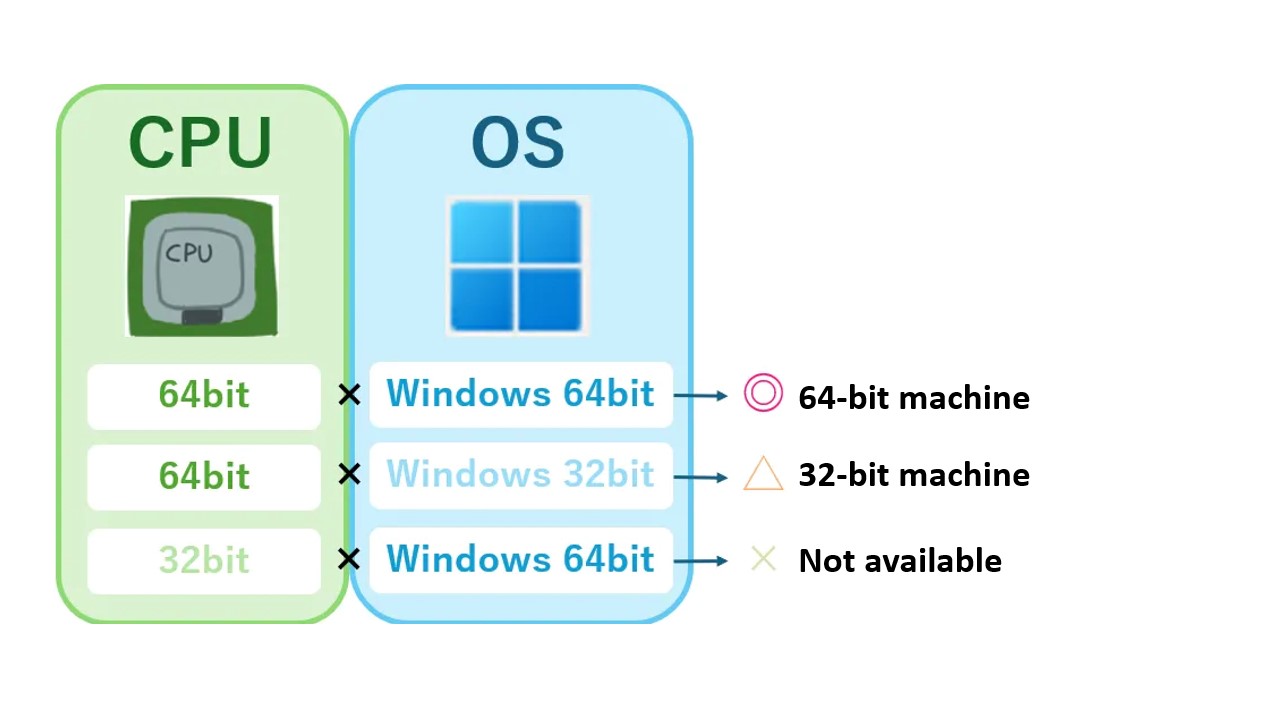 CPU
OS
CPU
64bit × Windows 64bit → ◎ 64-bit machine
64bit × Windows 32bit → △ 32-bit machine
32bit × Windows 64bit → × Not available